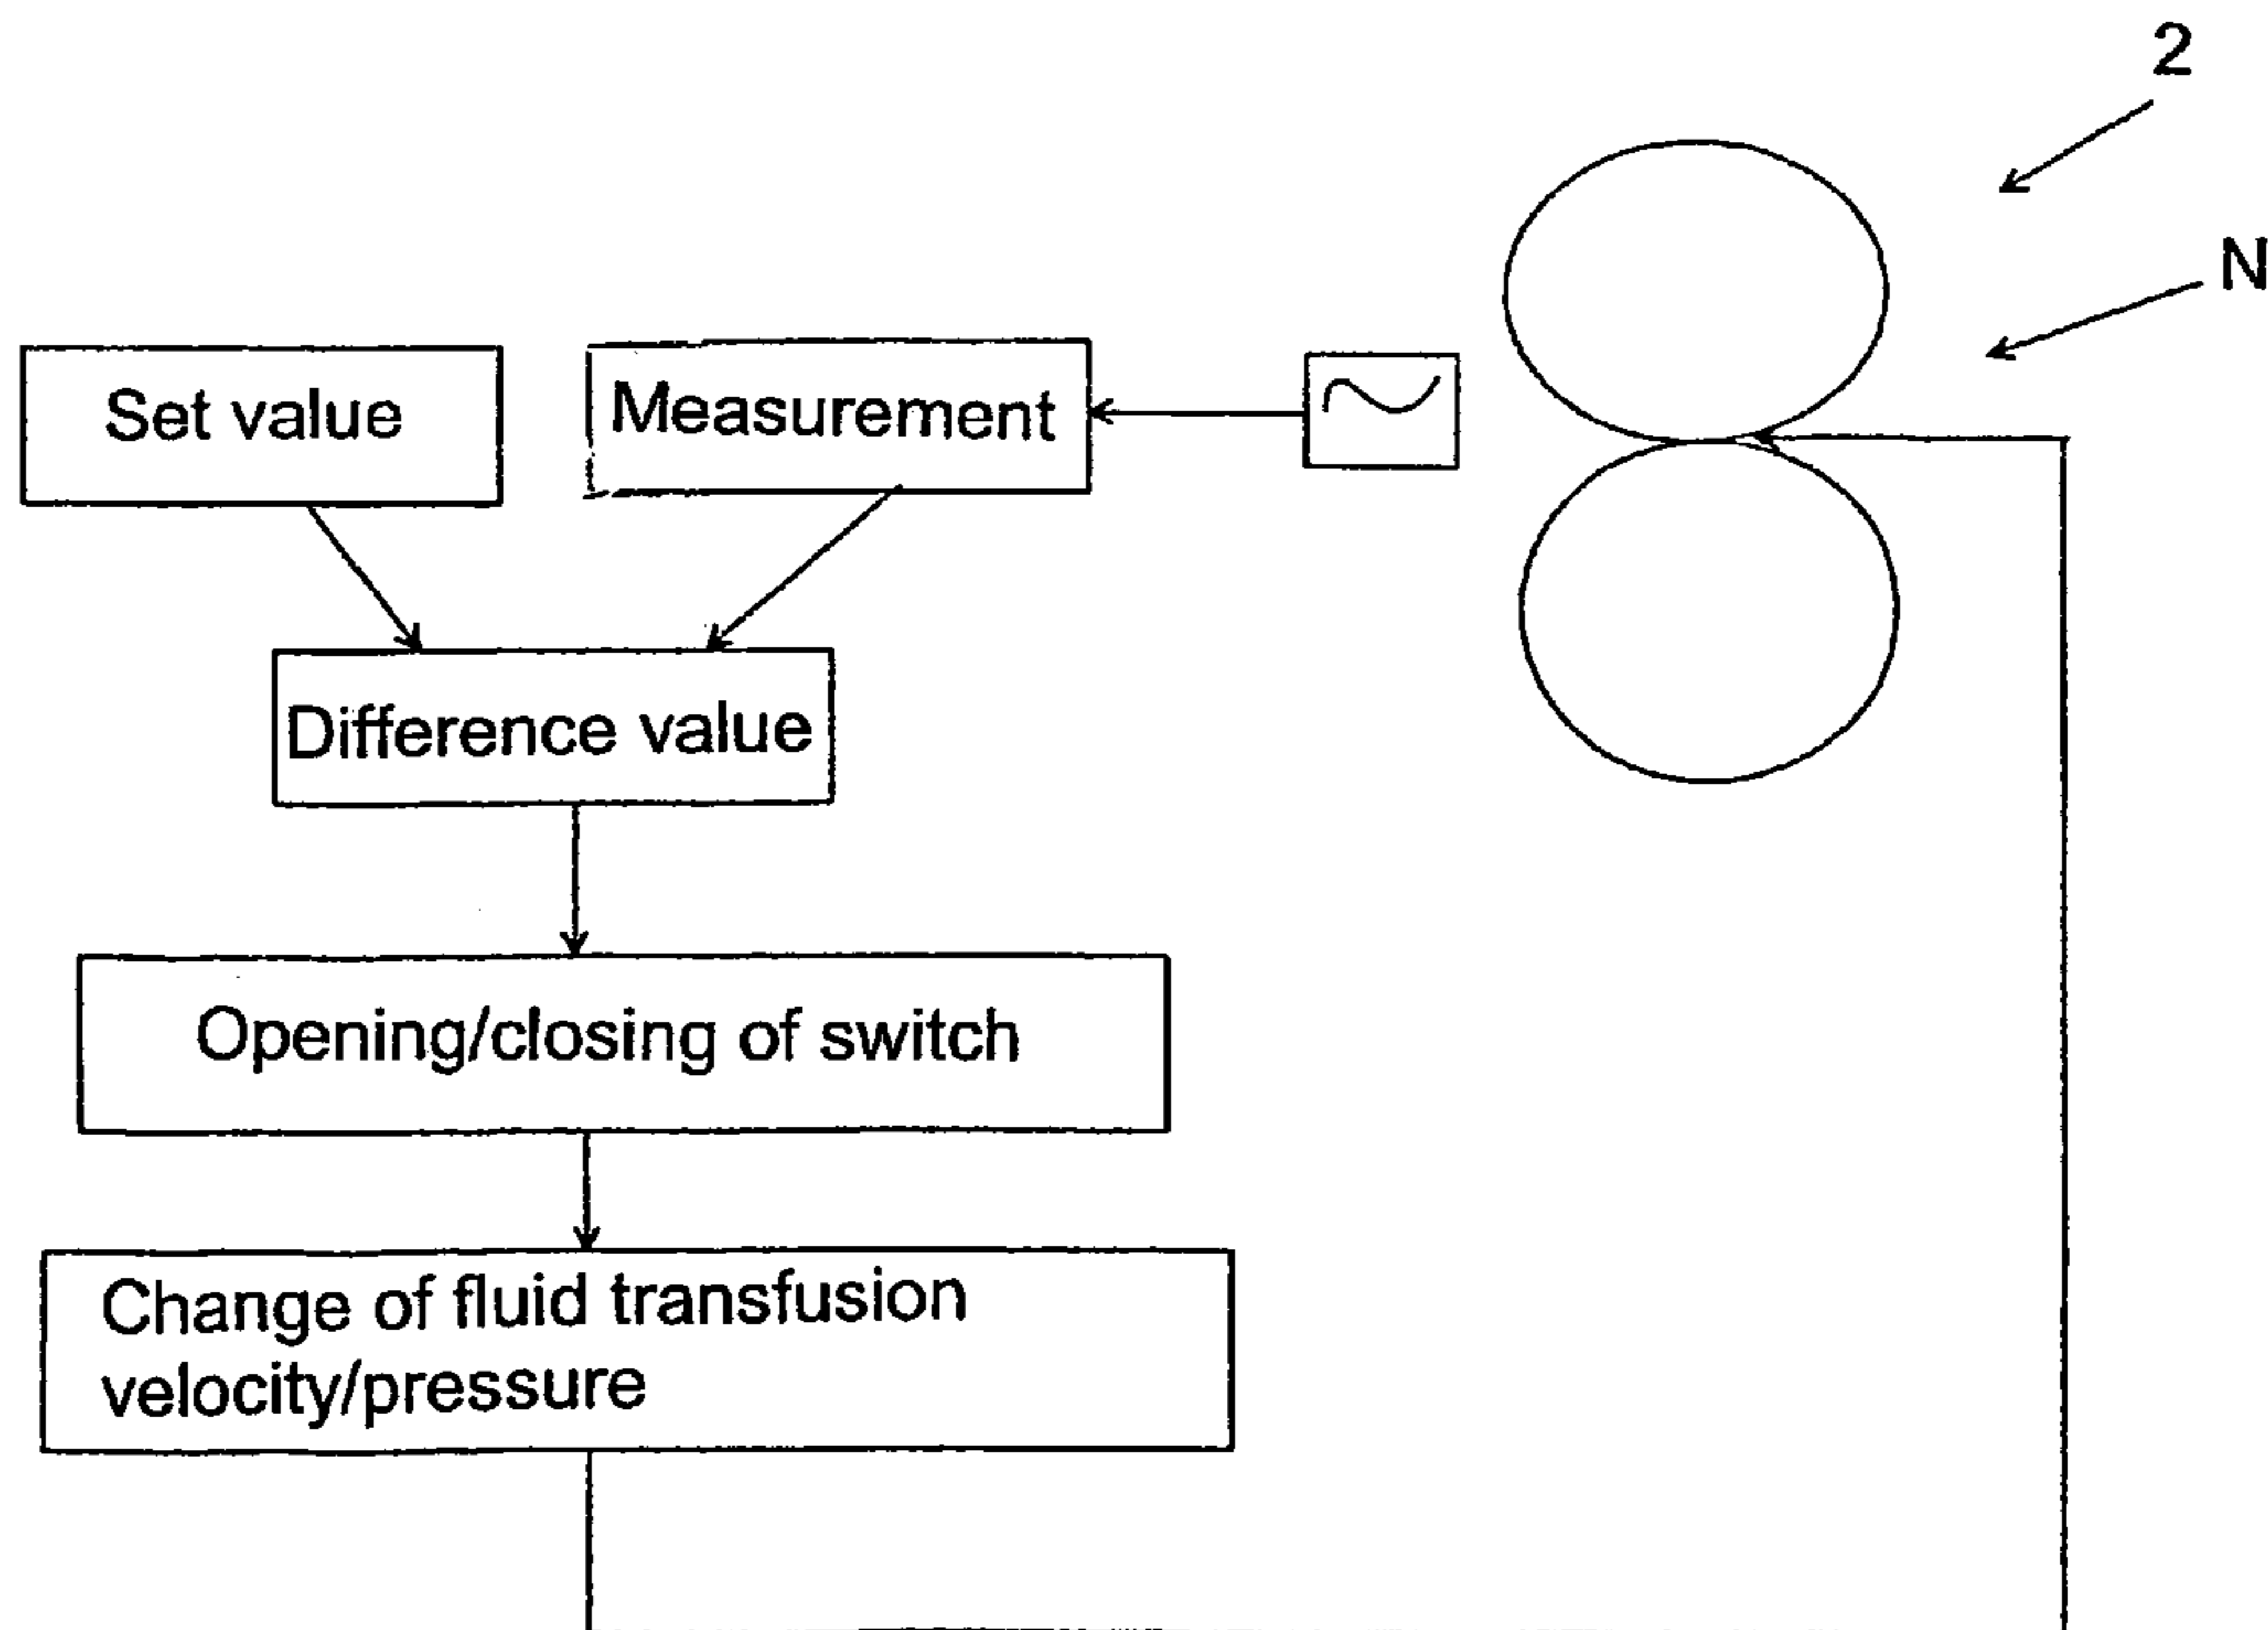 2
N
Set value
Measurement
Difference value
Opening/closing of switch
Change of fluid transfusion
velocity/pressure